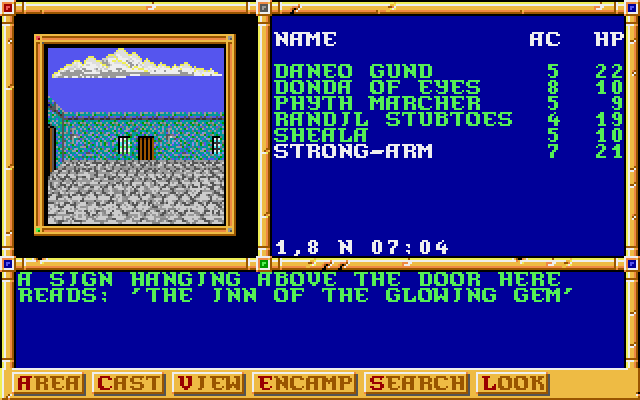 NAME AC HP
DANEO GUND 5 22
DONDA OF EYES 8 10
PHYTH MARCHER 5 9
RANDIL STUBTOES 4 19
SHEALA 5 10
STRONG-ARM 7 21
1,8 N 07:04
A SIGN HANGING ABOVE THE DOOR HERE
READS: 'THE INN OF THE GLOWING GEM'
AREA CAST VIEW ENCAMP SEARCH LOOK